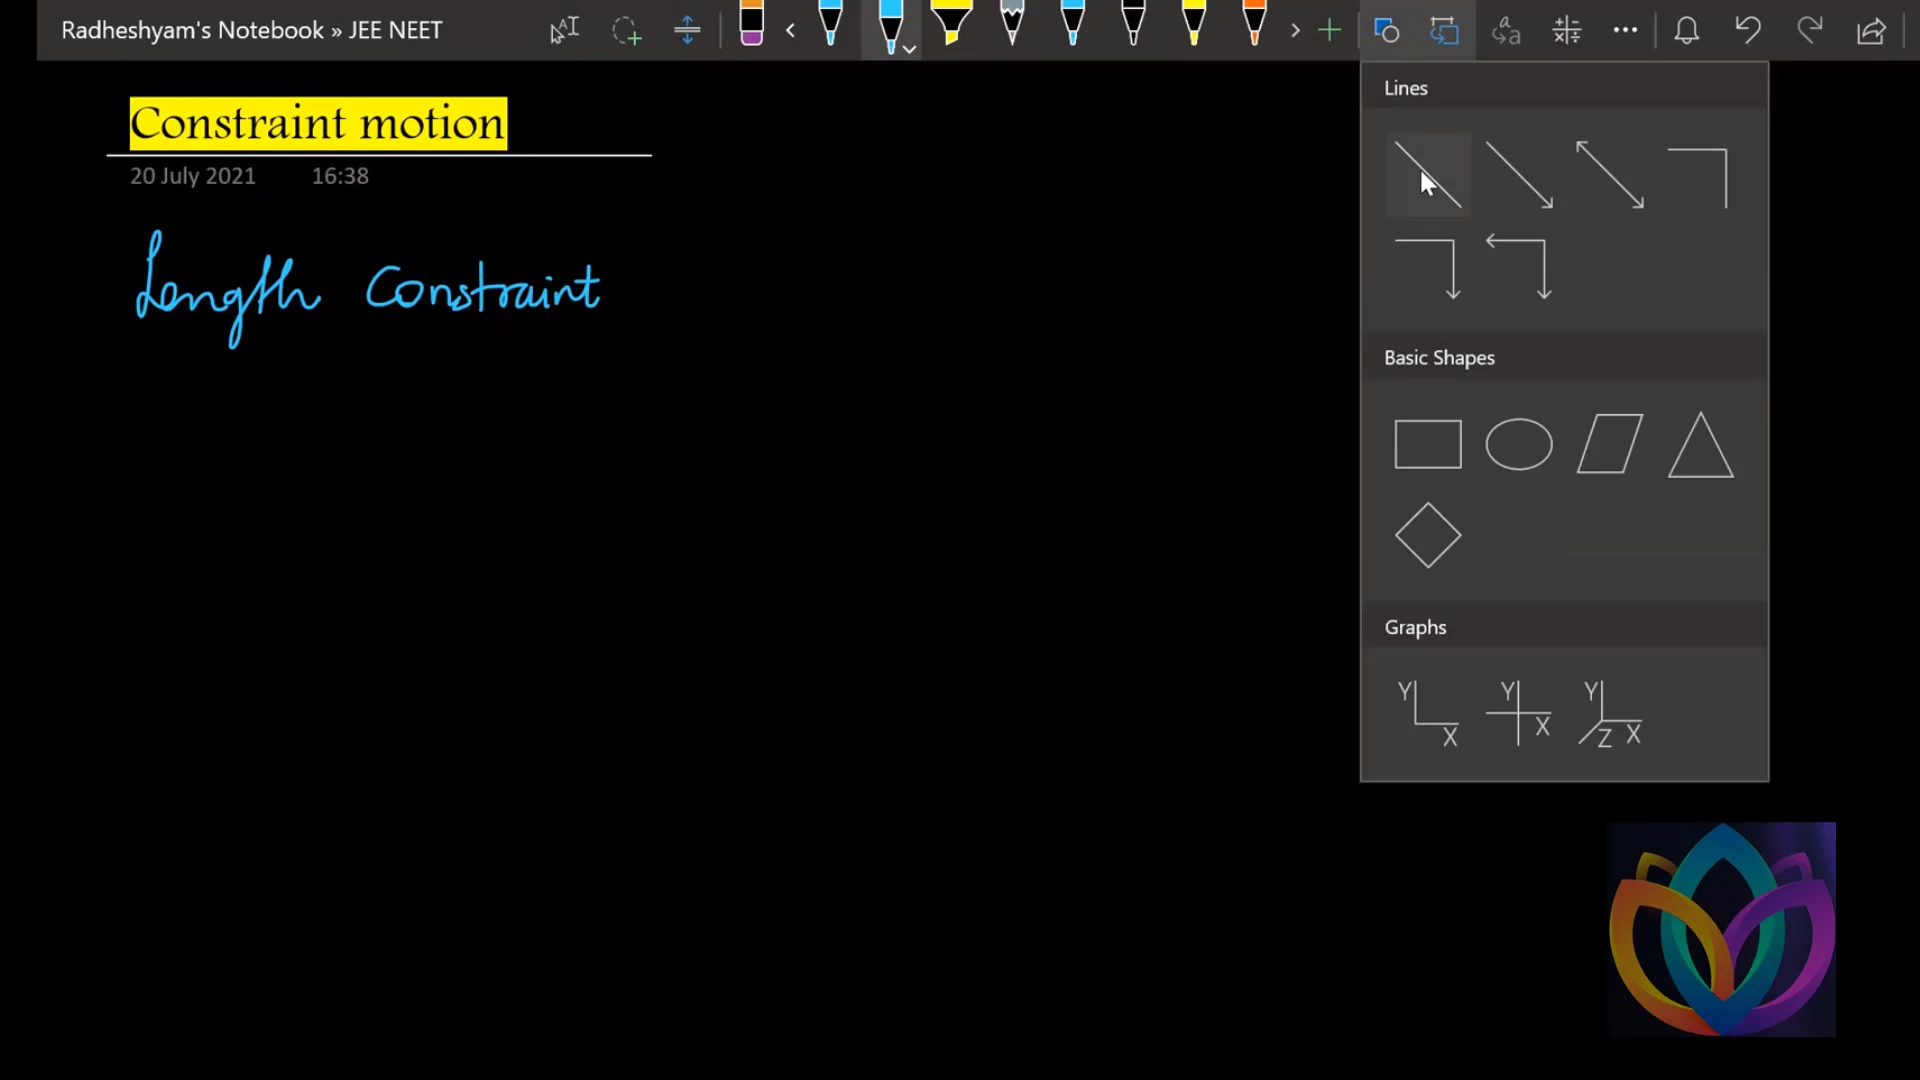 Radheshyam's Notebook » JEE NEET
Lines
Constraint motion
20 July 2021 16:38
Length Constraint
Basic Shapes
Graphs
Y X Y X Y Z X